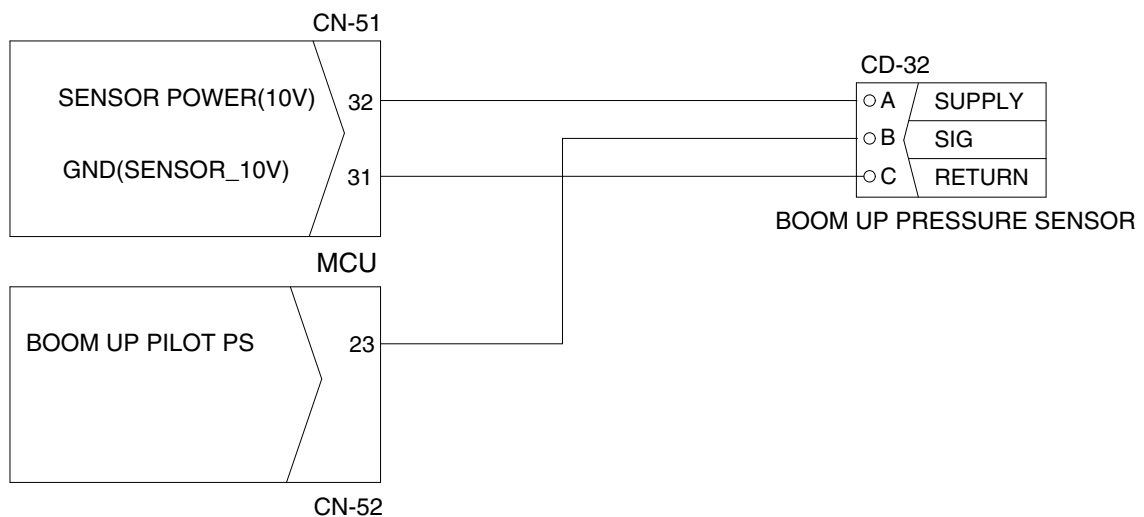 CN-51
SENSOR POWER(10V) 32
GND(SENSOR_10V) 31
MCU
BOOM UP PILOT PS 23
CN-52
CD-32
A SUPPLY
B SIG
C RETURN
BOOM UP PRESSURE SENSOR